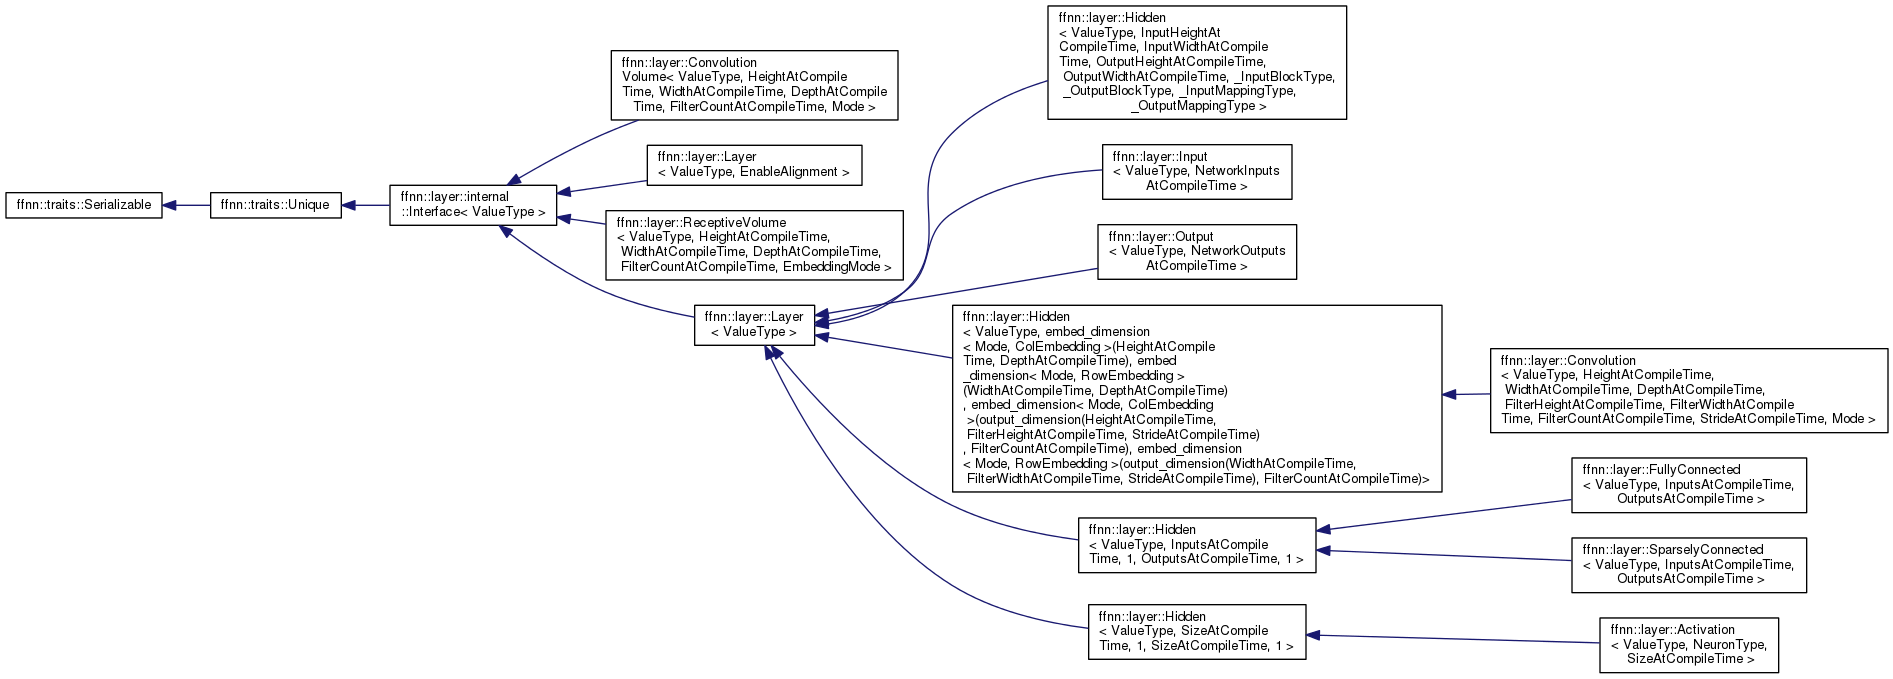 ffnn::traits::Serializable
ffnn::traits::Unique
ffnn::layer::internal
::Interface< ValueType >
ffnn::layer::Convolution
Volume< ValueType, HeightAtCompile
Time, WidthAtCompileTime, DepthAtCompile
Time, FilterCountAtCompileTime, Mode >
ffnn::layer::Layer
< ValueType, EnableAlignment >
ffnn::layer::ReceptiveVolume
< ValueType, HeightAtCompileTime,
WidthAtCompileTime, DepthAtCompileTime,
FilterCountAtCompileTime, EmbeddingMode >
ffnn::layer::Layer
< ValueType >
ffnn::layer::Hidden
< ValueType, InputHeightAt
CompileTime, InputWidthAtCompile
Time, OutputHeightAtCompileTime,
OutputWidthAtCompileTime, _InputBlockType,
_OutputBlockType, _InputMappingType,
_OutputMappingType >
ffnn::layer::Input
< ValueType, NetworkInputs
AtCompileTime >
ffnn::layer::Output
< ValueType, NetworkOutputs
AtCompileTime >
ffnn::layer::Hidden
< ValueType, embed_dimension
< Mode, ColEmbedding >(HeightAtCompile
Time, DepthAtCompileTime), embed
_dimension< Mode, RowEmbedding >
(WidthAtCompileTime, DepthAtCompileTime)
, embed_dimension< Mode, ColEmbedding
>(output_dimension(HeightAtCompileTime,
FilterHeightAtCompileTime, StrideAtCompileTime)
, FilterCountAtCompileTime), embed_dimension
< Mode, RowEmbedding >(output_dimension(WidthAtCompileTime,
FilterWidthAtCompileTime, StrideAtCompileTime), FilterCountAtCompileTime)>
ffnn::layer::Convolution
< ValueType, HeightAtCompileTime,
WidthAtCompileTime, DepthAtCompileTime,
FilterHeightAtCompileTime, FilterWidthAtCompile
Time, FilterCountAtCompileTime, StrideAtCompileTime, Mode >
ffnn::layer::Hidden
< ValueType, InputsAtCompile
Time, 1, OutputsAtCompileTime, 1 >
ffnn::layer::FullyConnected
< ValueType, InputsAtCompileTime,
OutputsAtCompileTime >
ffnn::layer::SparselyConnected
< ValueType, InputsAtCompileTime,
OutputsAtCompileTime >
ffnn::layer::Hidden
< ValueType, SizeAtCompile
Time, 1, SizeAtCompileTime, 1 >
ffnn::layer::Activation
< ValueType, NeuronType,
SizeAtCompileTime >